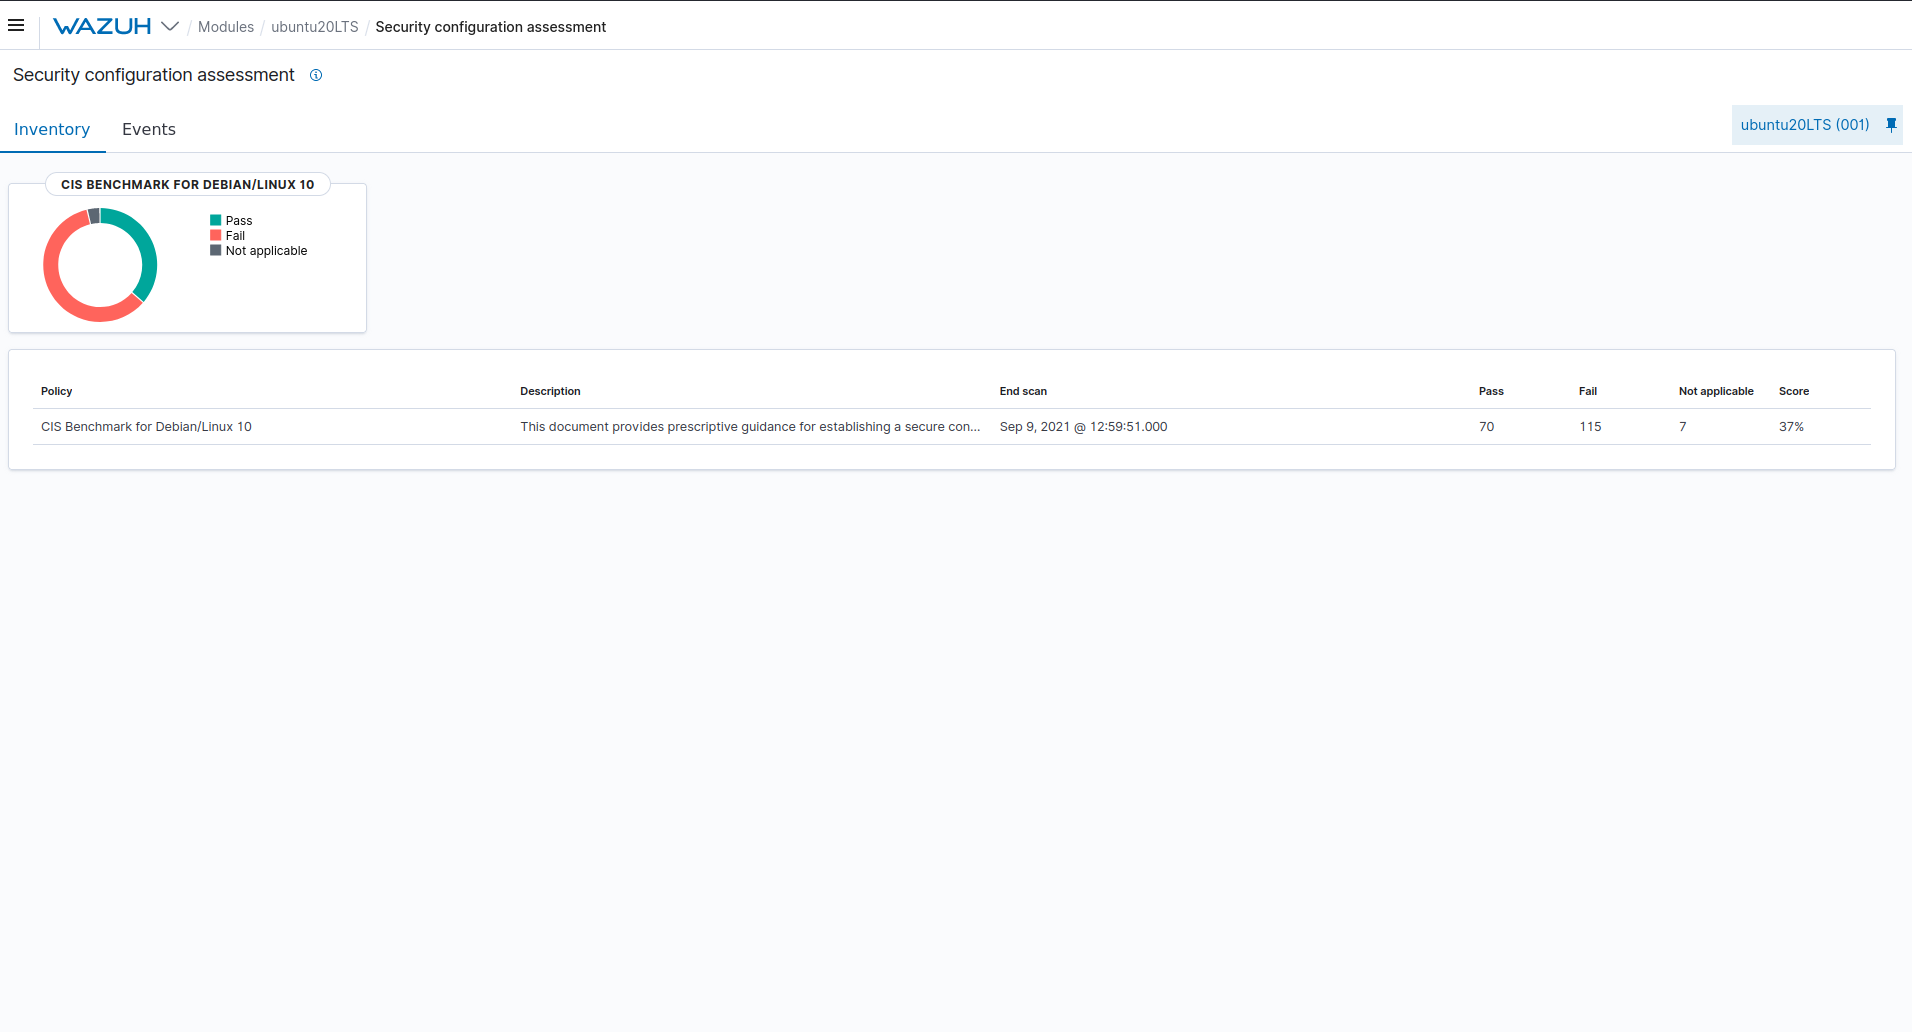 WAZUH / Modules / ubuntu20LTS / Security configuration assessment
Security configuration assessment
Inventory Events ubuntu20LTS (001)
CIS BENCHMARK FOR DEBIAN/LINUX 10
Pass
Fail
Not applicable
Policy Description End scan Pass Fail Not applicable Score
CIS Benchmark for Debian/Linux 10 This document provides prescriptive guidance for establishing a secure con... Sep 9, 2021 @ 12:59:51.000 70 115 7 37%